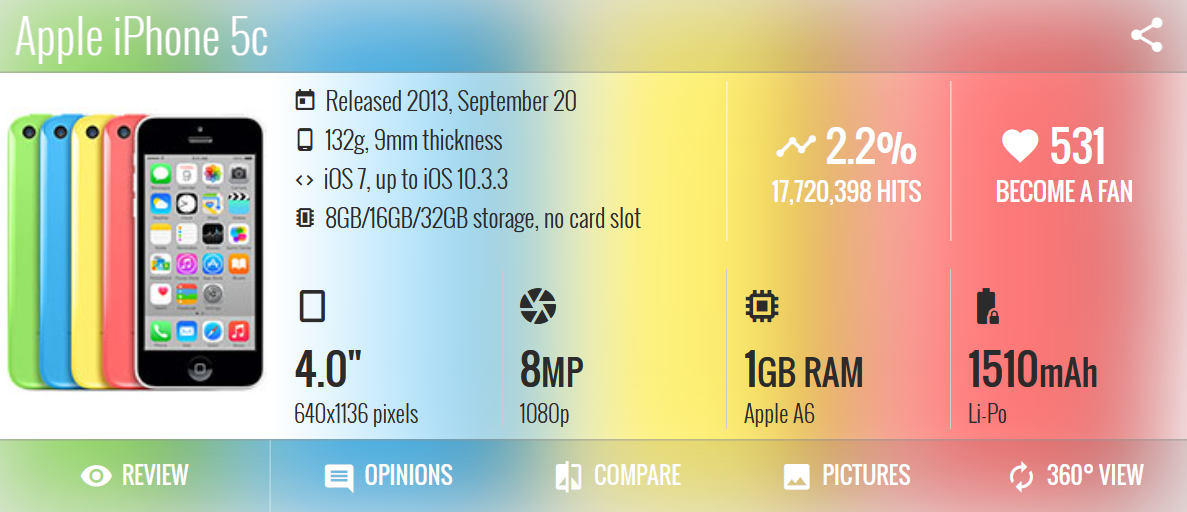 Apple iPhone 5c
Released 2013, September 20
132g, 9mm thickness
iOS 7, up to iOS 10.3.3
8GB/16GB/32GB storage, no card slot
2.2%
17,720,398 HITS
531
BECOME A FAN
4.0"
640x1136 pixels
8MP
1080p
1GB RAM
Apple A6
1510mAh
Li-Po
REVIEW
OPINIONS
COMPARE
PICTURES
360° VIEW